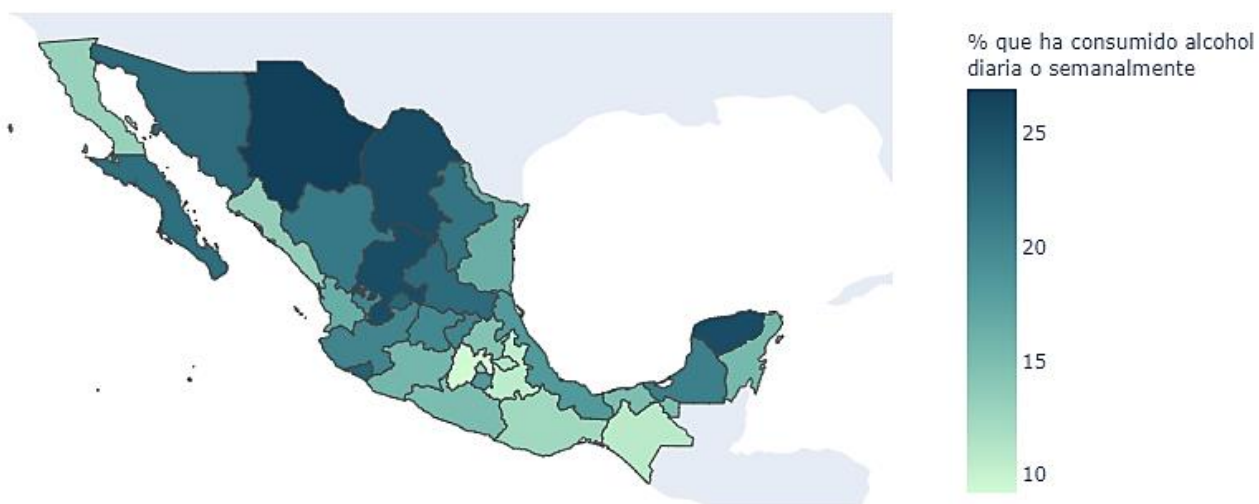 % que ha consumido alcohol
diaria o semanalmente
25
20
15
10